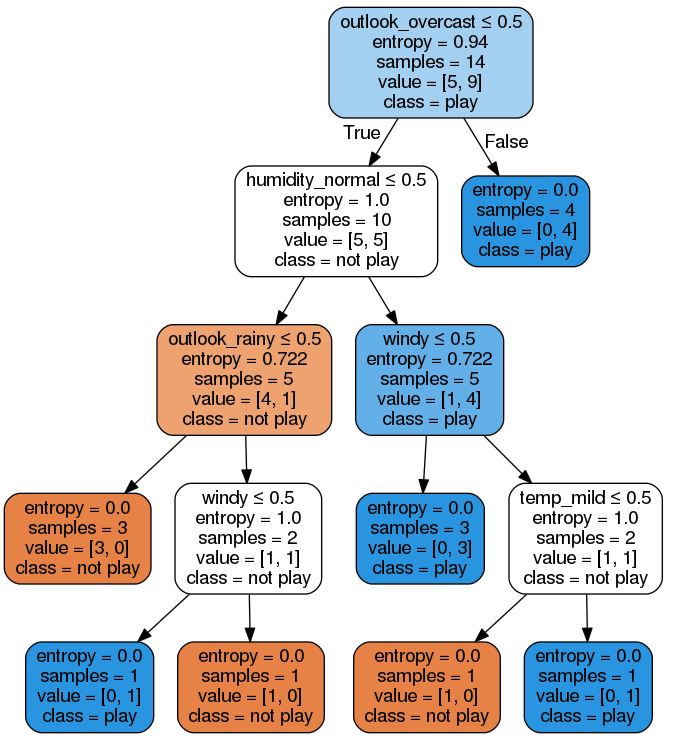 outlook_overcast ≤ 0.5
entropy = 0.94
samples = 14
value = [5, 9]
class = play
True
False
humidity_normal ≤ 0.5
entropy = 1.0
samples = 10
value = [5, 5]
class = not play
entropy = 0.0
samples = 4
value = [0, 4]
class = play
outlook_rainy ≤ 0.5
entropy = 0.722
samples = 5
value = [4, 1]
class = not play
windy ≤ 0.5
entropy = 0.722
samples = 5
value = [1, 4]
class = play
entropy = 0.0
samples = 3
value = [3, 0]
class = not play
windy ≤ 0.5
entropy = 1.0
samples = 2
value = [1, 1]
class = not play
entropy = 0.0
samples = 3
value = [0, 3]
class = play
temp_mild ≤ 0.5
entropy = 1.0
samples = 2
value = [1, 1]
class = not play
entropy = 0.0
samples = 1
value = [0, 1]
class = play
entropy = 0.0
samples = 1
value = [1, 0]
class = not play
entropy = 0.0
samples = 1
value = [1, 0]
class = not play
entropy = 0.0
samples = 1
value = [0, 1]
class = play